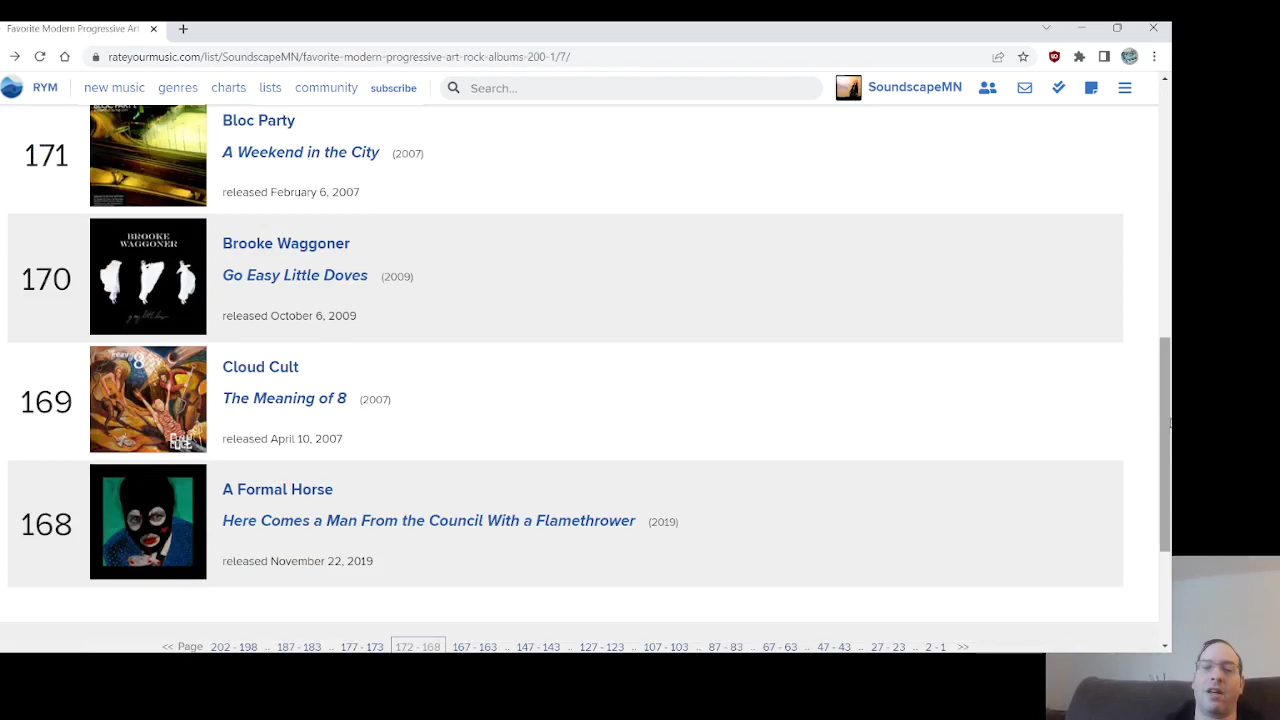 Favorite Modern Progressive Art
rateyourmusic.com/list/SoundscapeMN/favorite-modern-progressive-art-rock-albums-200-1/7/
RYM new music genres charts lists community subscribe Search... SoundscapeMN
171
BLOC PARTY
Bloc Party
A Weekend in the City (2007)
released February 6, 2007
170
BROOKE
WAGGONER
Brooke Waggoner
Go Easy Little Doves (2009)
released October 6, 2009
169
Cloud Cult
The Meaning of 8 (2007)
released April 10, 2007
168
A Formal Horse
Here Comes a Man From the Council With a Flamethrower (2019)
released November 22, 2019
<< Page 202 - 198 .. 187 - 183 .. 177 - 173 172 - 168 167 - 163 .. 147 - 143 .. 127 - 123 .. 107 - 103 .. 87 - 83 .. 67 - 63 .. 47 - 43 .. 27 - 23 .. 2 - 1 >>